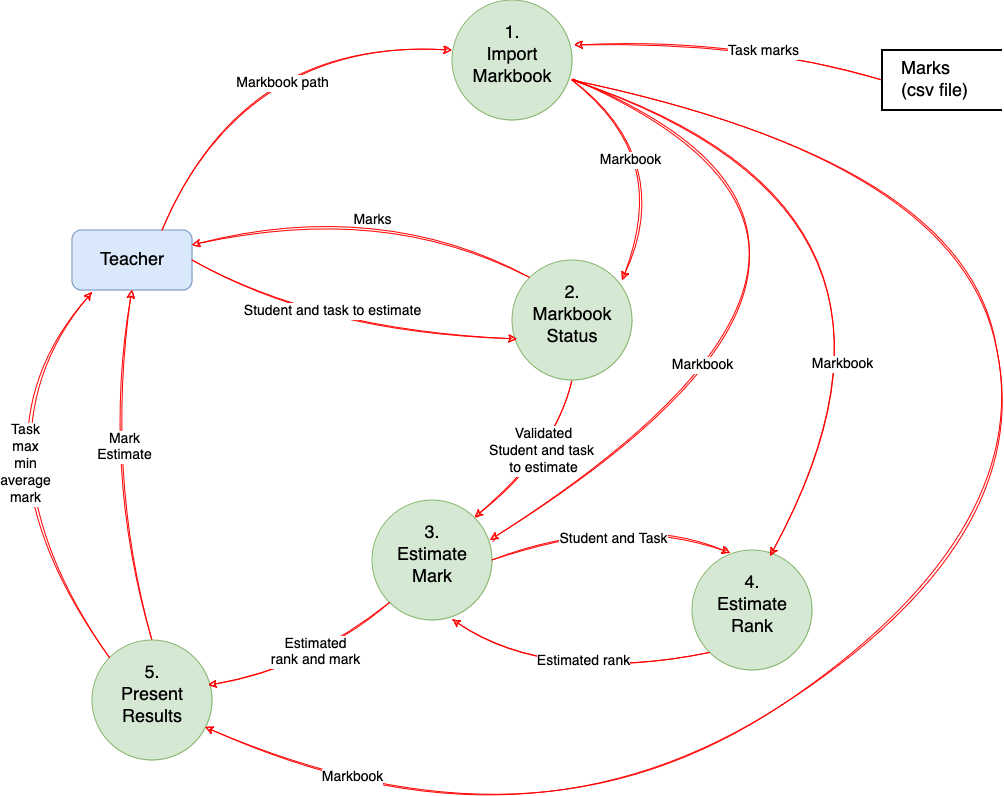 1.
Import
Markbook
Task marks
Marks
(csv file)
Markbook path
Markbook
Marks
Teacher
Student and task to estimate
2.
Markbook
Status
Markbook
Markbook
Task
max
min
average
mark
Mark
Estimate
Validated
Student and task
to estimate
3.
Estimate
Mark
Student and Task
4.
Estimate
Rank
Estimated
rank and mark
Estimated rank
5.
Present
Results
Markbook